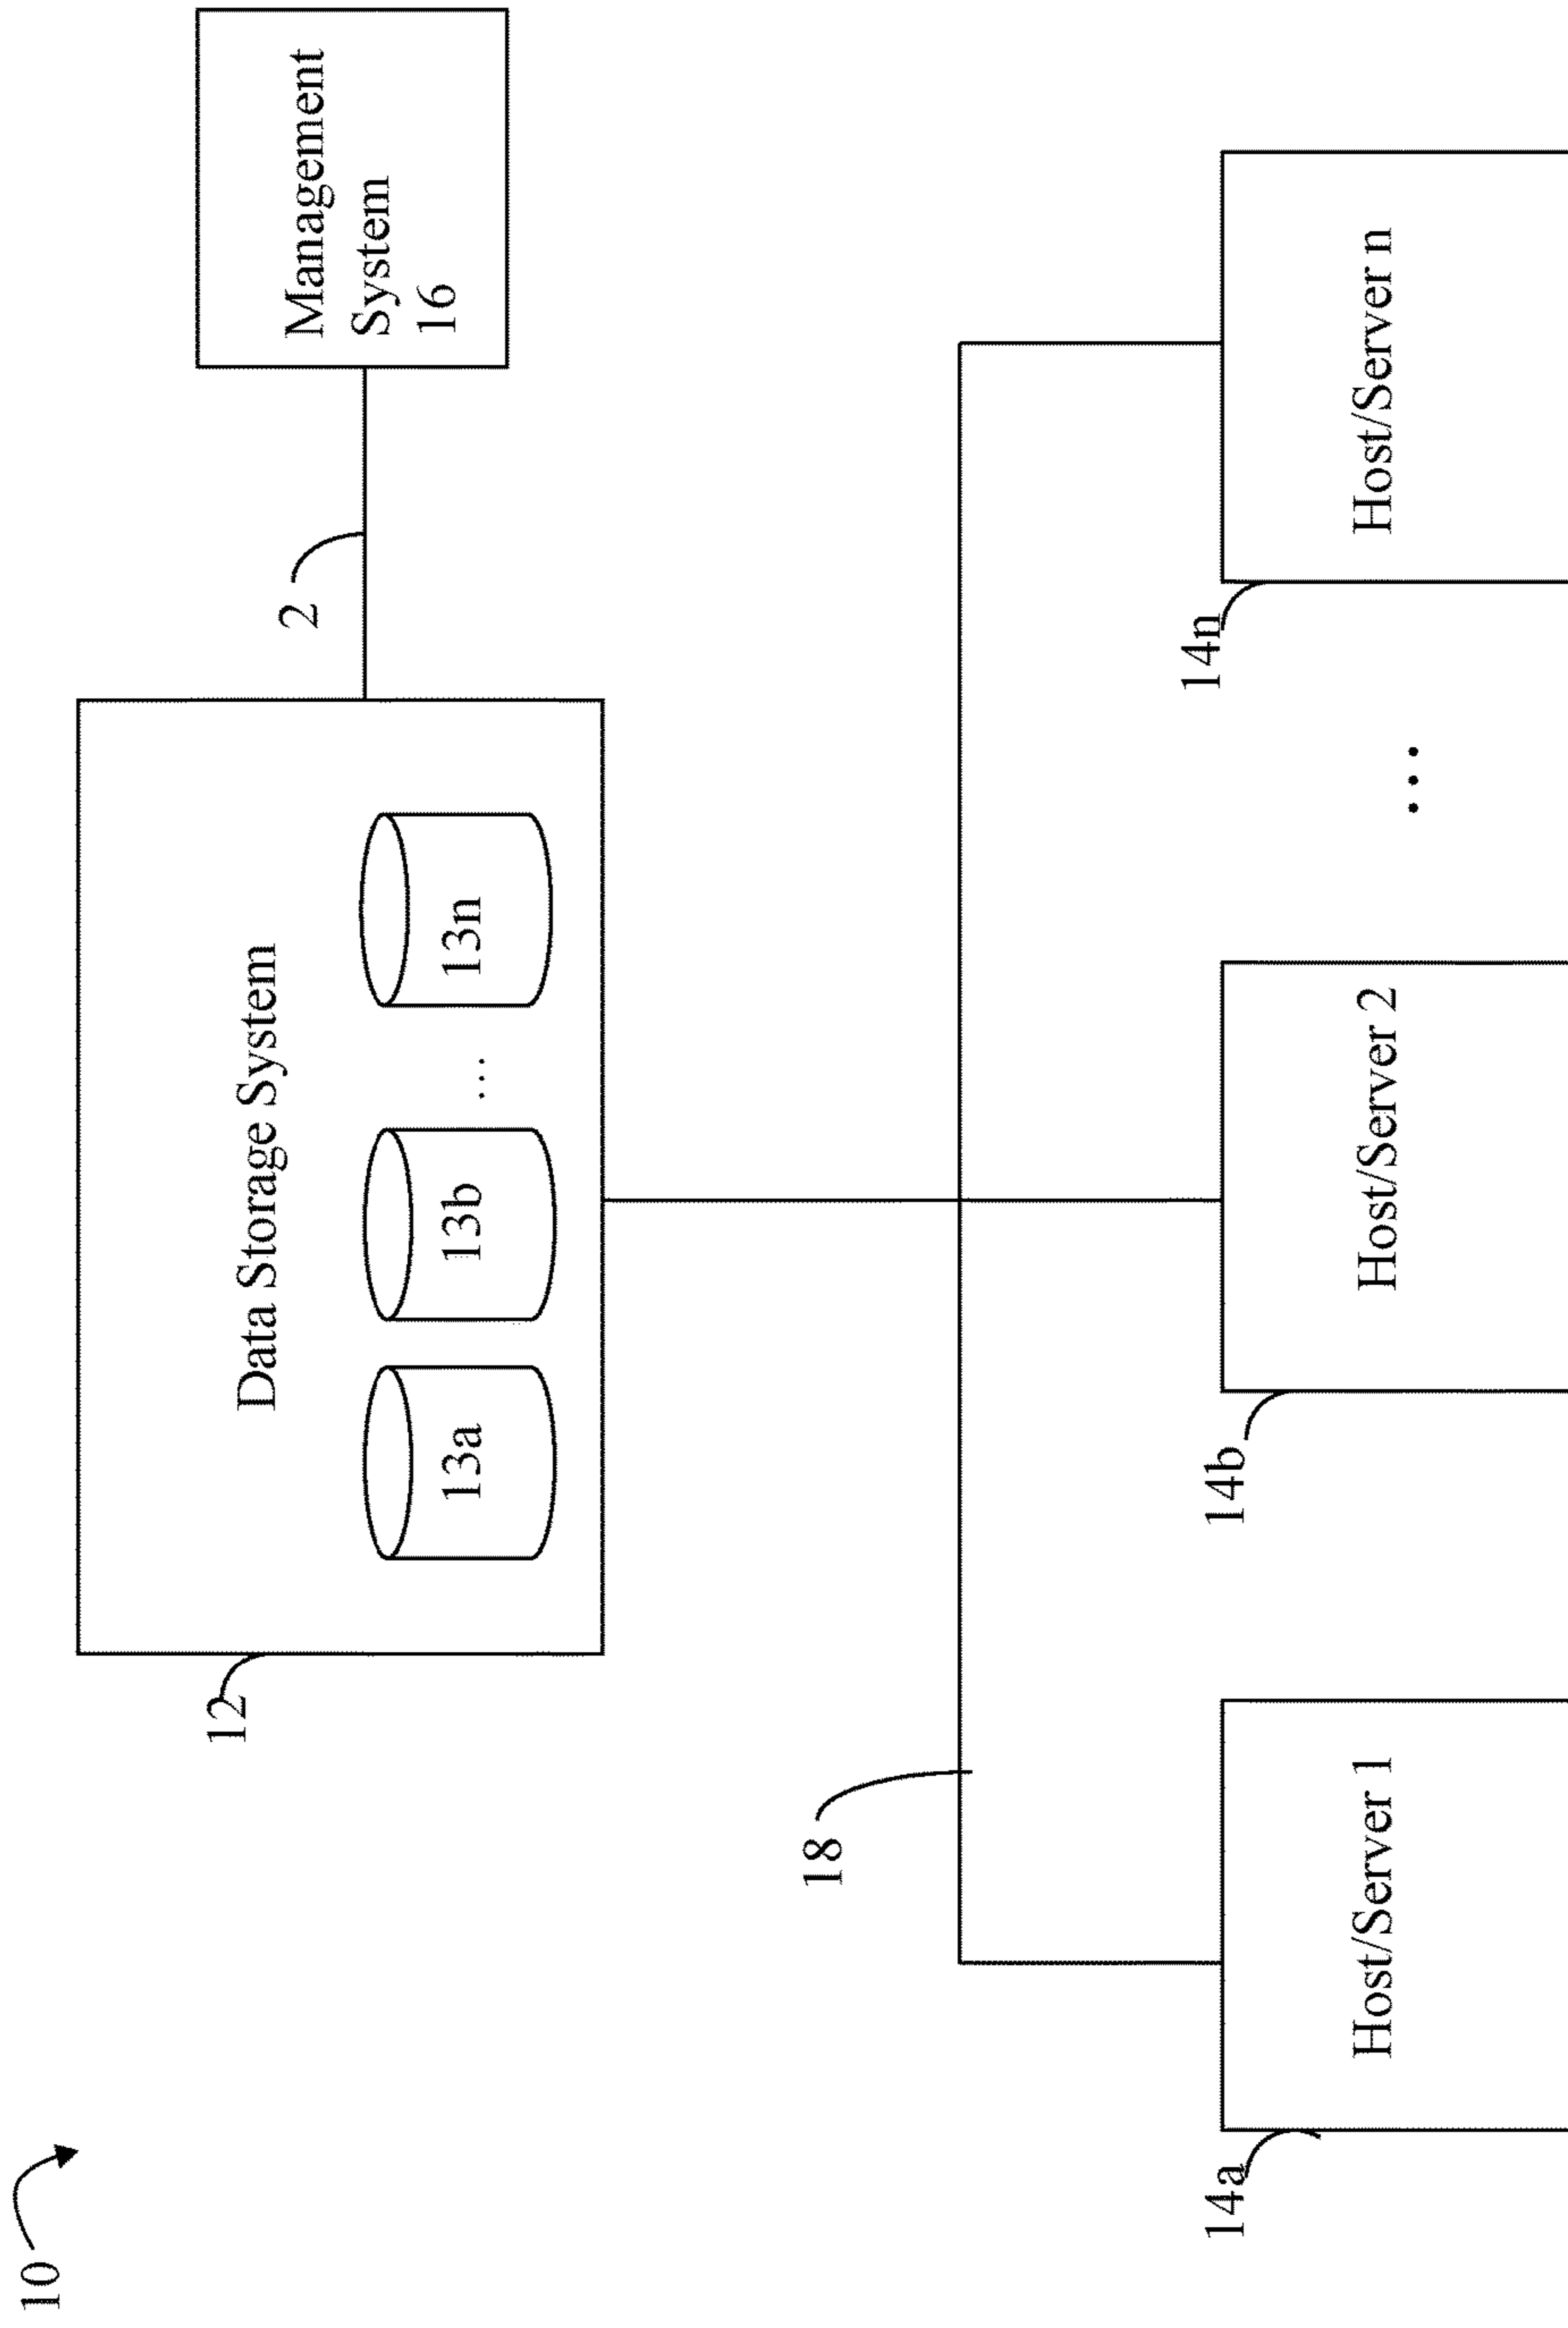 10
12
Data Storage System
13a
13b
...
13n
2
Management
System
16
18
14a
Host/Server 1
14b
Host/Server 2
...
14n
Host/Server n